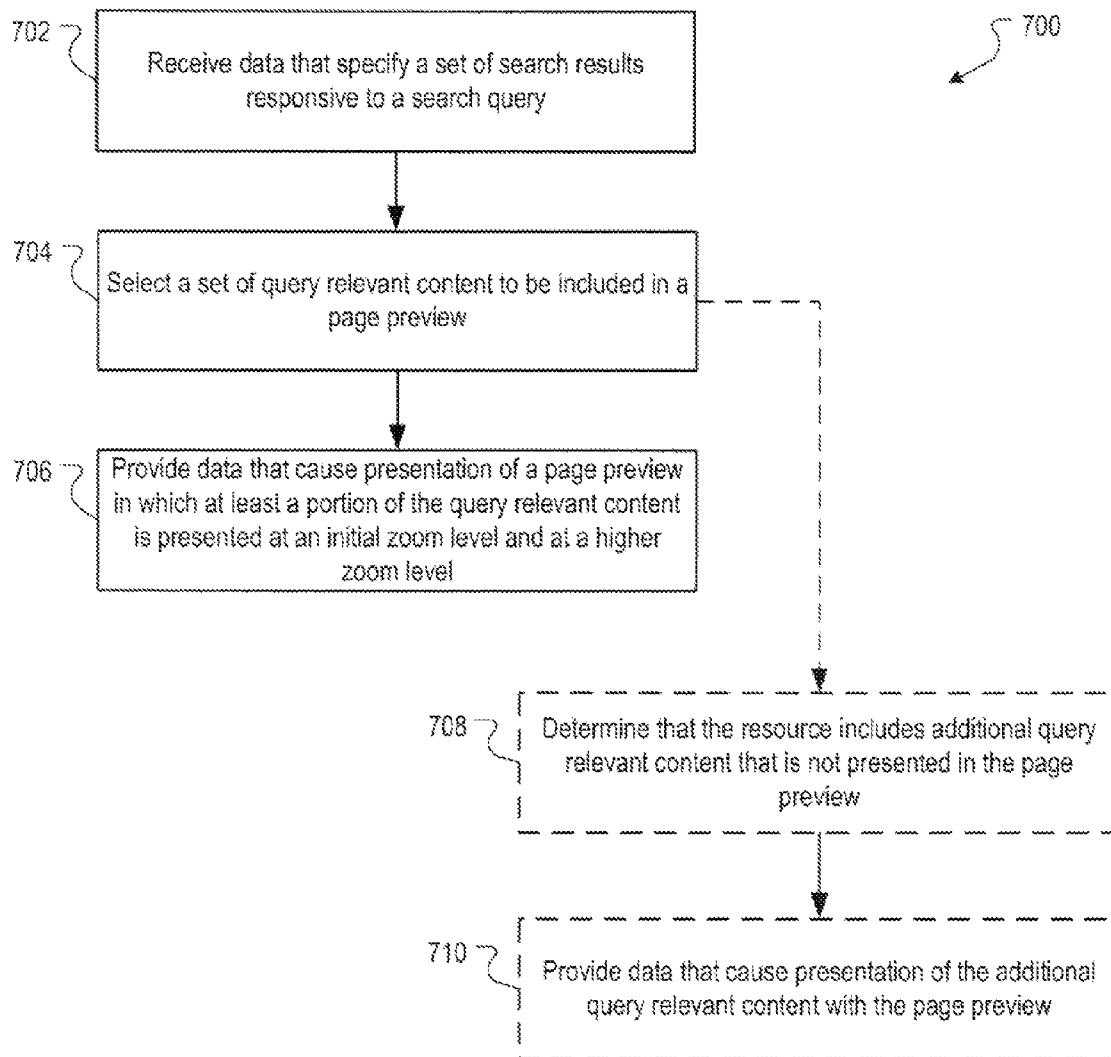 702
700
Receive data that specify a set of search results
responsive to a search query
704
Select a set of query relevant content to be included in a
page preview
706
Provide data that cause presentation of a page preview
in which at least a portion of the query relevant content
is presented at an initial zoom level and at a higher
zoom level
708
Determine that the resource includes additional query
relevant content that is not presented in the page
preview
710
Provide data that cause presentation of the additional
query relevant content with the page preview